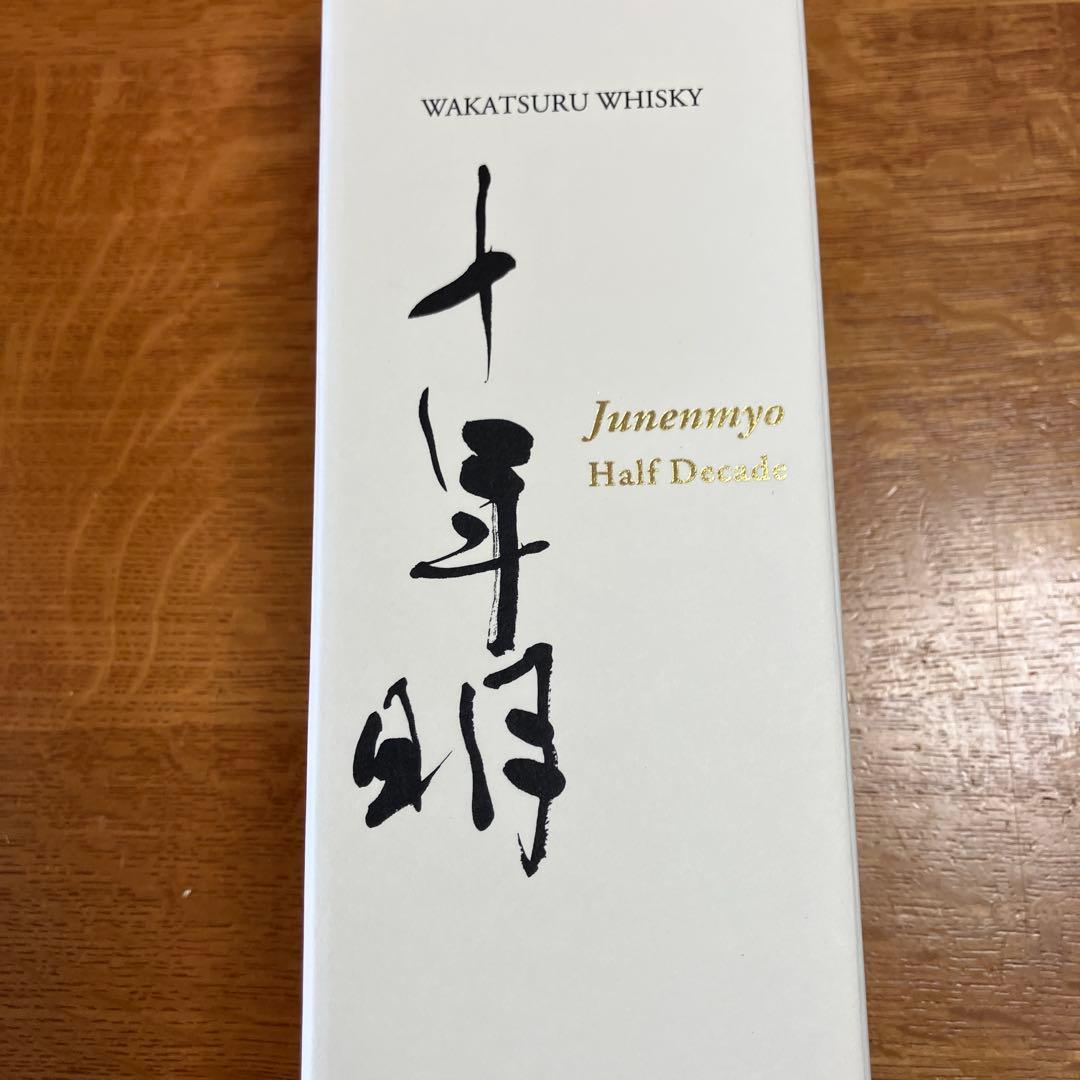 WAKATSURU WHISKY
十年明
Junenmyo
Half Decade